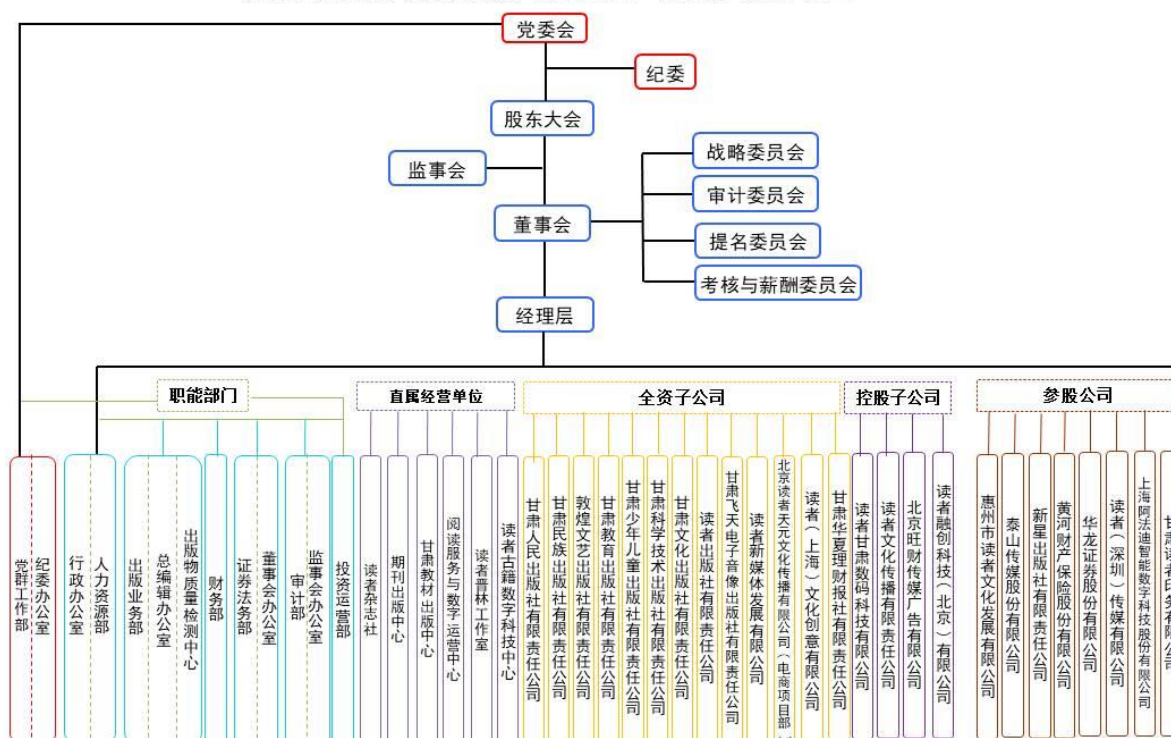 党委会
纪委
股东大会
监事会
战略委员会
审计委员会
董事会
提名委员会
考核与薪酬委员会
经理层
职能部门
直属经营单位
全资子公司
控股子公司
参股公司
党群工作部
纪委办公室
行政办公室
人力资源部
出版业务部
总编辑办公室
出版物质量检测中心
财务部
证券法务部
董事会办公室
审计部
监事会办公室
投资运营部
读者杂志社
期刊出版中心
甘肃教材出版中心
阅读服务与数字运营中心
读者晋林工作室
读者古籍数字科技中心
甘肃人民出版社有限责任公司
甘肃民族出版社有限责任公司
敦煌文艺出版社有限责任公司
甘肃教育出版社有限责任公司
甘肃少年儿童出版社有限责任公司
甘肃科学技术出版社有限责任公司
甘肃文化出版社有限责任公司
读者出版社有限责任公司
甘肃飞天电子音像出版社有限责任公司
读者新媒体发展有限公司
北京读者天元文化传播有限公司（电商项目部
读者（上海）文化创意有限公司
甘肃华夏理财报社有限责任公司
读者甘肃数码科技有限公司
读者文化传播有限责任公司
北京旺财传媒广告有限公司
读者融创科技（北京）有限公司
惠州市读者文化发展有限公司
泰山传媒股份有限公司
新星出版社有限责任公司
黄河财产保险股份有限公司
华龙证券股份有限公司
读者（深圳）传媒有限公司
上海阿法迪智能数字科技股份有限公司